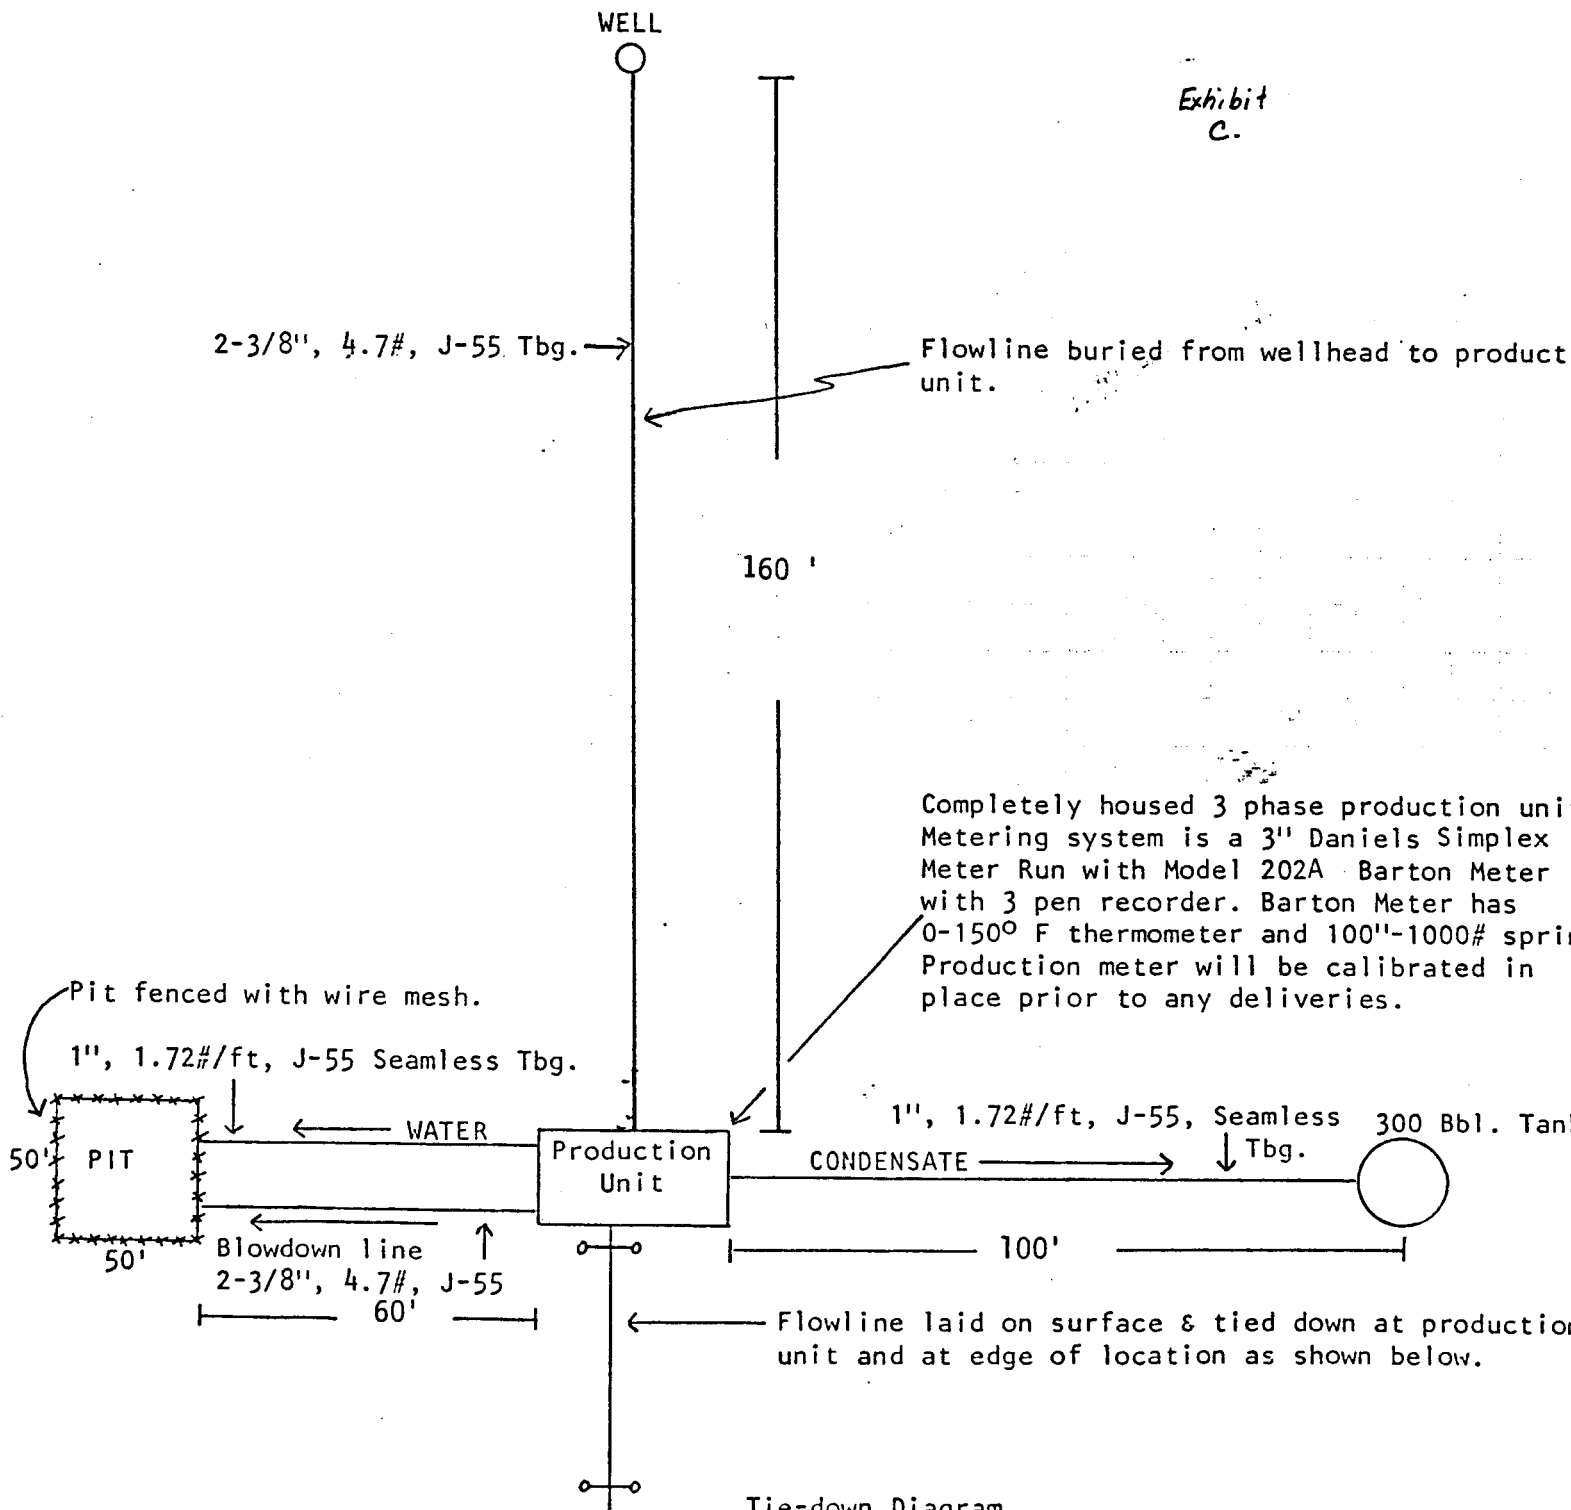 WELL
Exhibit
C.
2-3/8", 4.7#, J-55 Tbg.
Flowline buried from wellhead to product
unit.
160 '
Completely housed 3 phase production uni
Metering system is a 3" Daniels Simplex
Meter Run with Model 202A Barton Meter
with 3 pen recorder. Barton Meter has
0-150° F thermometer and 100"-1000# sprin
Production meter will be calibrated in
place prior to any deliveries.
Pit fenced with wire mesh.
1", 1.72#/ft, J-55 Seamless Tbg.
1", 1.72#/ft, J-55, Seamless
Tbg.
300 Bbl. Tan
WATER
50' PIT
Production
Unit
CONDENSATE
50'
Blowdown line
2-3/8", 4.7#, J-55
60'
100'
Flowline laid on surface & tied down at production
unit and at edge of location as shown below.
Tie-down Diagram